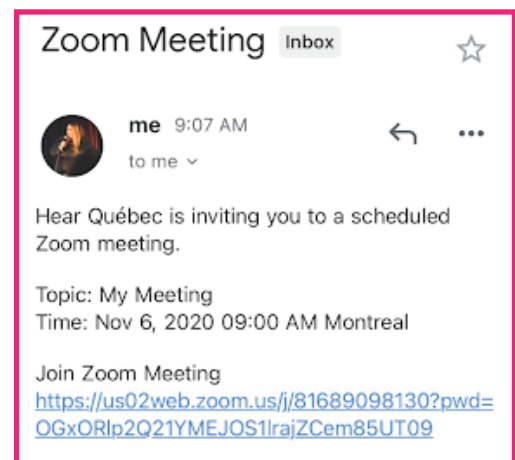 Zoom Meeting Inbox
me 9:07 AM
to me
Hear Québec is inviting you to a scheduled
Zoom meeting.
Topic: My Meeting
Time: Nov 6, 2020 09:00 AM Montreal
Join Zoom Meeting
https://us02web.zoom.us/j/81689098130?pwd=
OGxORlp2Q21YMEJOS1lrajZCem85UT09